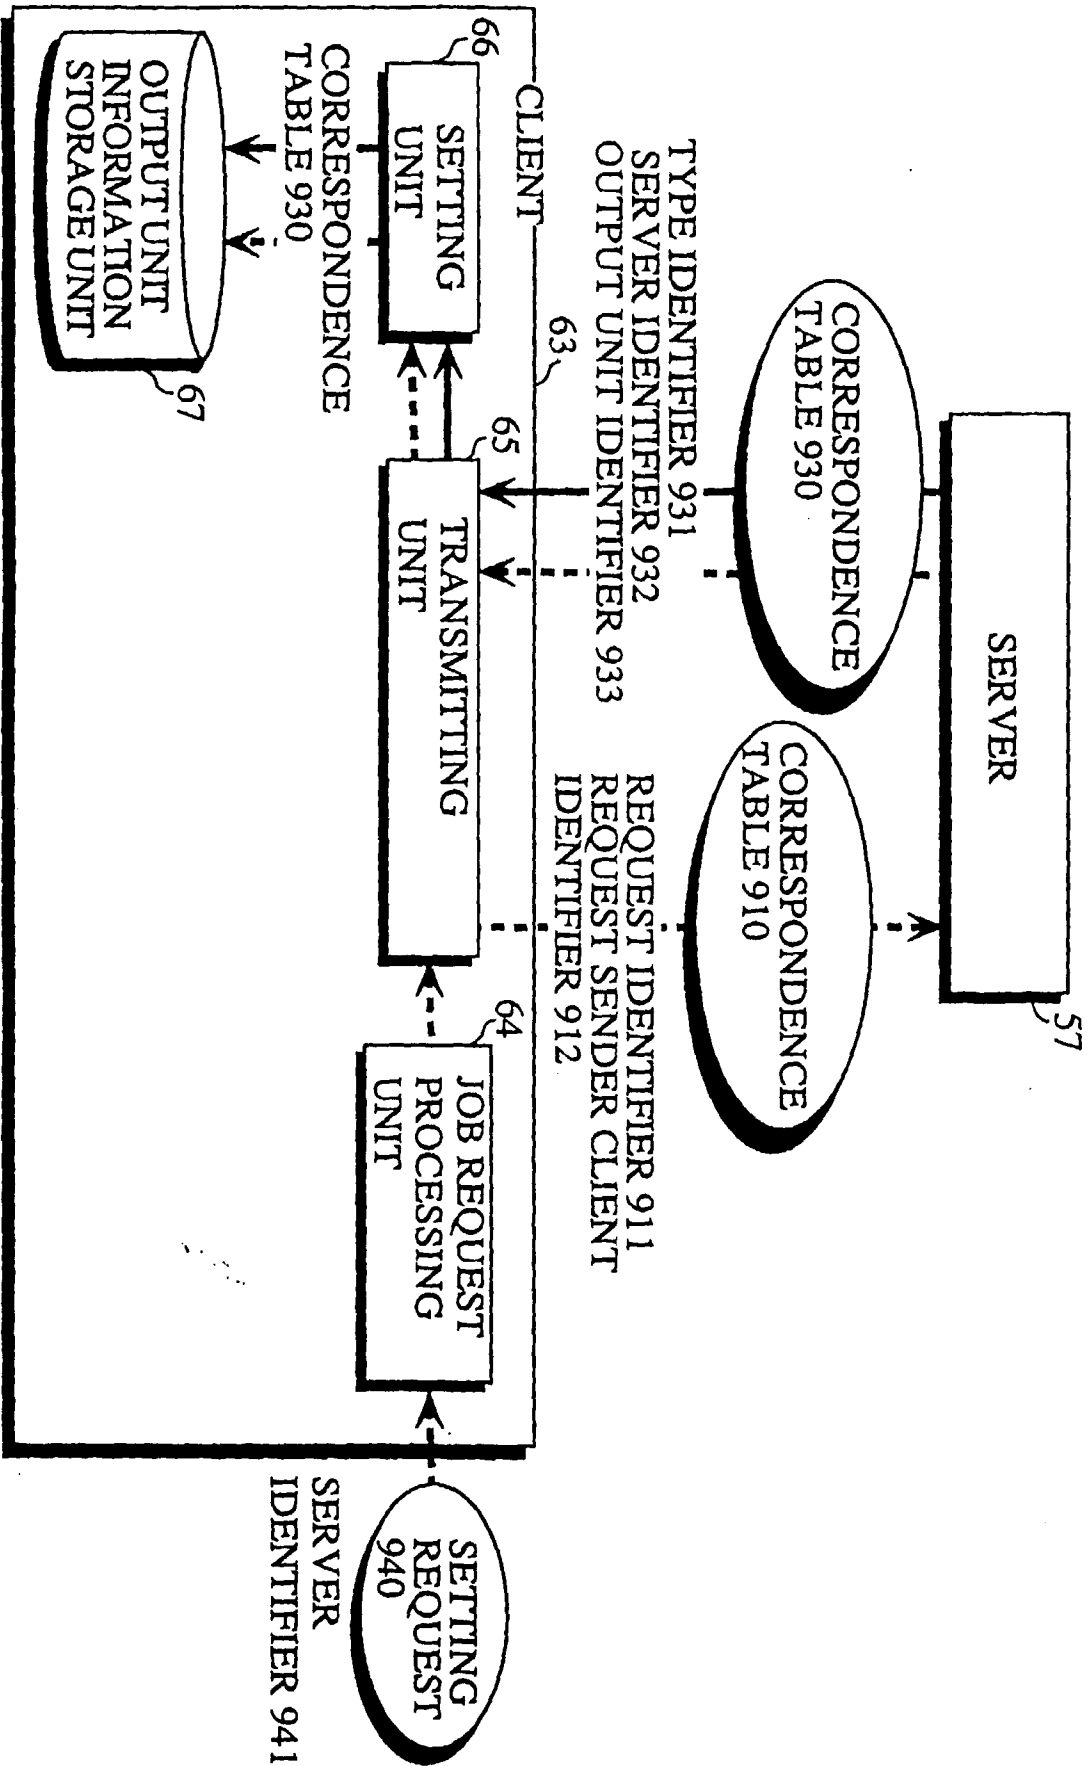 57
SERVER
CORRESPONDENCE
TABLE 930
CORRESPONDENCE
TABLE 910
TYPE IDENTIFIER 931
SERVER IDENTIFIER 932
OUTPUT UNIT IDENTIFIER 933
REQUEST IDENTIFIER 911
REQUEST SENDER CLIENT
IDENTIFIER 912
63
CLIENT
66
SETTING
UNIT
65
TRANSMITTING
UNIT
64
JOB REQUEST
PROCESSING
UNIT
SETTING
REQUEST
940
SERVER
IDENTIFIER 941
CORRESPONDENCE
TABLE 930
67
OUTPUT UNIT
INFORMATION
STORAGE UNIT